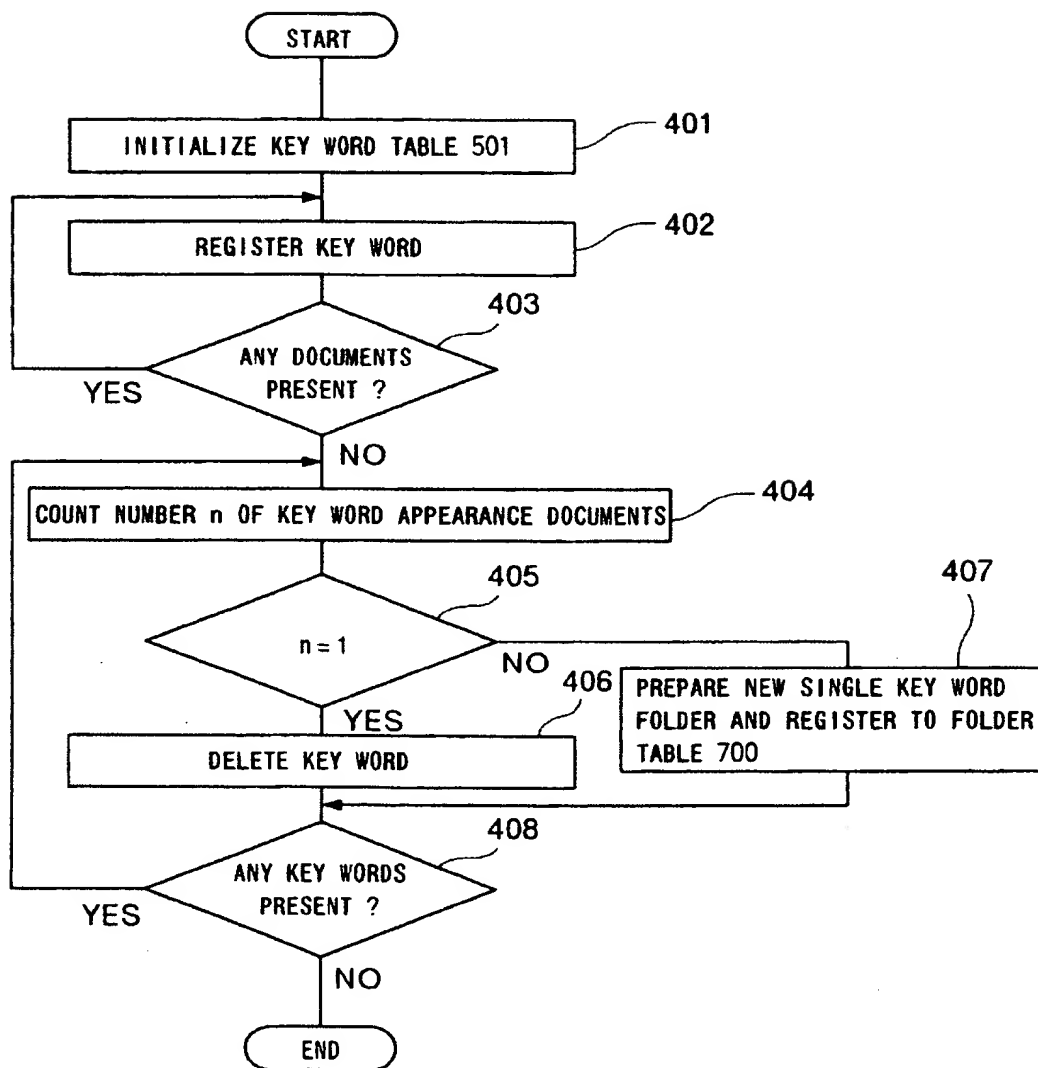 START
INITIALIZE KEY WORD TABLE 501
401
REGISTER KEY WORD
402
403
ANY DOCUMENTS
PRESENT ?
YES
NO
COUNT NUMBER n OF KEY WORD APPEARANCE DOCUMENTS
404
405
n = 1
NO
YES
406
DELETE KEY WORD
407
PREPARE NEW SINGLE KEY WORD
FOLDER AND REGISTER TO FOLDER
TABLE 700
408
ANY KEY WORDS
PRESENT ?
YES
NO
END